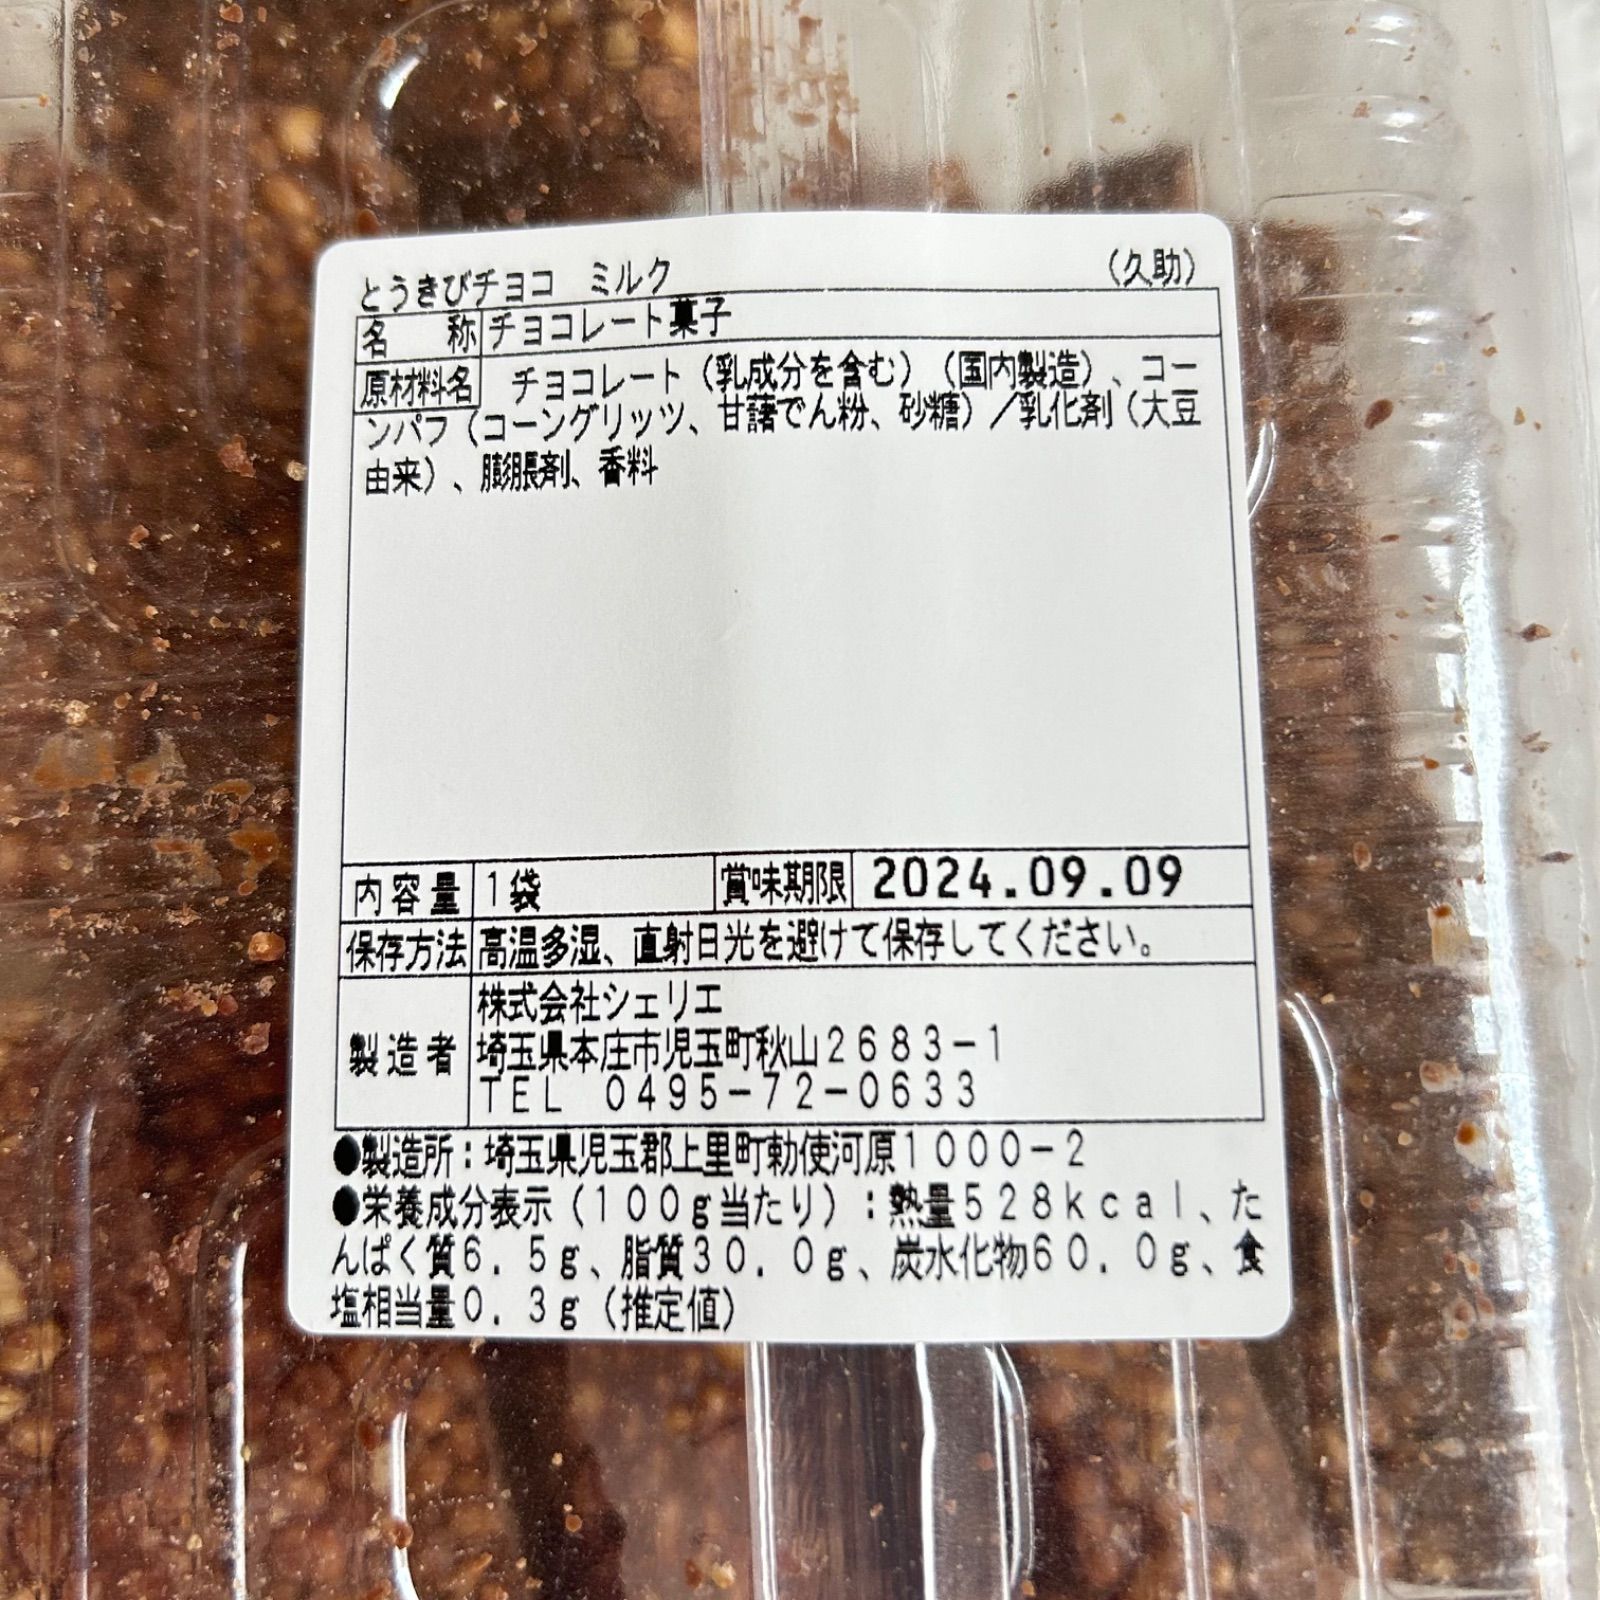 とうきびチョコ　ミルク　（久助）
名　称　チョコレート菓子
原材料名　チョコレート（乳成分を含む）（国内製造）、コー
ンパフ（コーングリッツ、甘藷でん粉、砂糖）／乳化剤（大豆
由来）、膨脹剤、香料
内容量　１袋　賞味期限　2024.09.09
保存方法　高温多湿、直射日光を避けて保存してください。
製造者　株式会社シェリエ
埼玉県本庄市児玉町秋山２６８３－１
ＴＥＬ　０４９５－７２－０６３３
●製造所：埼玉県児玉郡上里町勅使河原１０００－２
●栄養成分表示（１００ｇ当たり）：熱量５２８ｋｃａｌ、た
んぱく質６．５ｇ、脂質３０．０ｇ、炭水化物６０．０ｇ、食
塩相当量０．３ｇ（推定値）